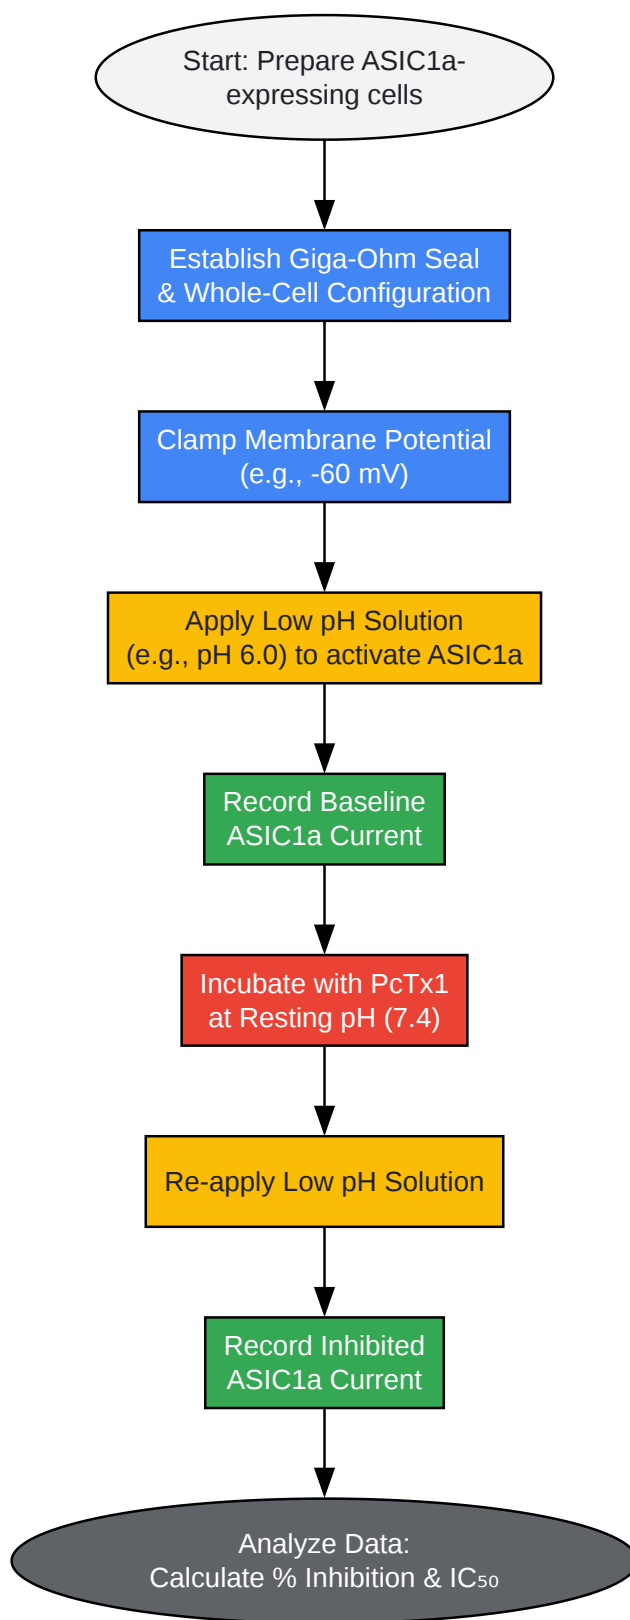 Start: Prepare ASIC1a-
expressing cells
Establish Giga-Ohm Seal
& Whole-Cell Configuration
Clamp Membrane Potential
(e.g., -60 mV)
Apply Low pH Solution
(e.g., pH 6.0) to activate ASIC1a
Record Baseline
ASIC1a Current
Incubate with PcTx1
at Resting pH (7.4)
Re-apply Low pH Solution
Record Inhibited
ASIC1a Current
Analyze Data:
Calculate % Inhibition & IC₅₀